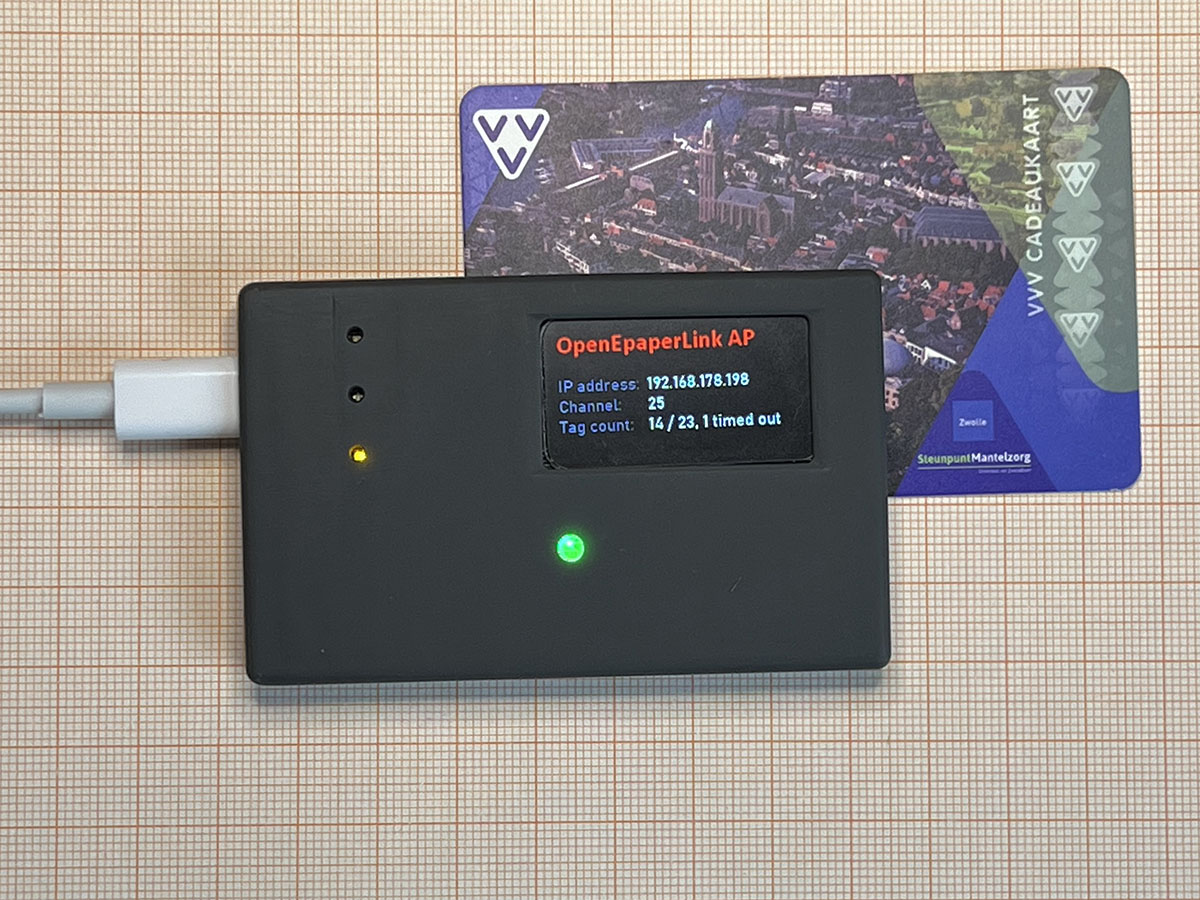 VVV
VVV CADEAUKAART
OpenEpaperLink AP
IP address: 192.168.178.198
Channel: 25
Tag count: 14 / 23, 1 timed out
Zwolle
SteunpuntMantelzorg